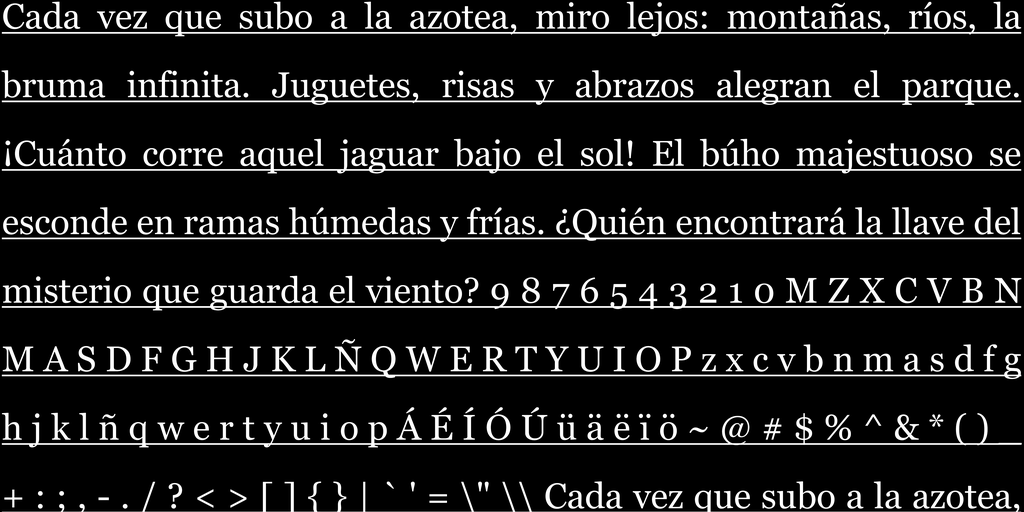 Cada vez que subo a la azotea, miro lejos: montañas, ríos, la
bruma infinita. Juguetes, risas y abrazos alegran el parque.
¡Cuánto corre aquel jaguar bajo el sol! El búho majestuoso se
esconde en ramas húmedas y frías. ¿Quién encontrará la llave del
misterio que guarda el viento? 9 8 7 6 5 4 3 2 1 0 M Z X C V B N
M A S D F G H J K L Ñ Q W E R T Y U I O P z x c v b n m a s d f g
h j k l ñ q w e r t y u i o p Á É Í Ó Ú ü ä ë ï ö ~ @ # $ % ^ & * ( ) _
+ : ; , - . / ? < > [ ] { } | ` ' = \" \\ Cada vez que subo a la azotea,